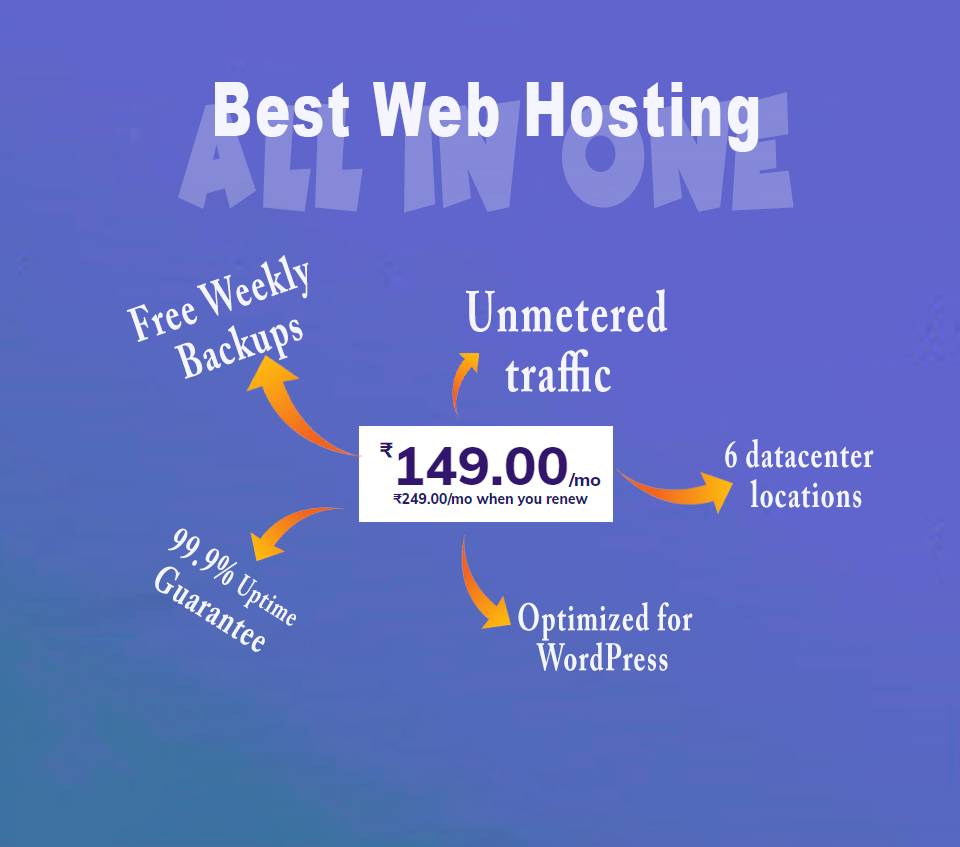 Best Web Hosting
ALL IN ONE
Free Weekly
Backups
Unmetered
traffic
₹149.00/mo
₹249.00/mo when you renew
6 datacenter
locations
99.9% Uptime
Guarantee
Optimized for
WordPress